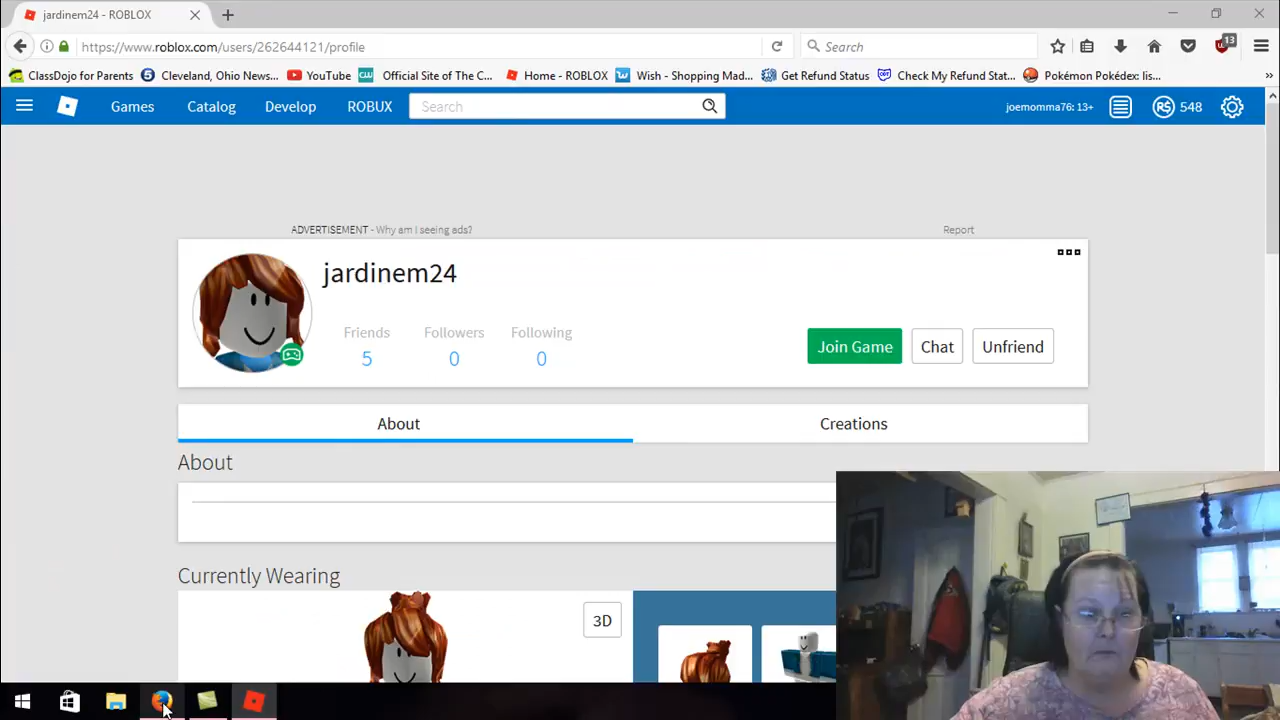 jardinem24 - ROBLOX
https://www.roblox.com/users/262644121/profile
Search
13
ClassDojo for Parents
Cleveland, Ohio News...
YouTube
CW
Official Site of The C...
Home - ROBLOX
Wish - Shopping Mad...
Get Refund Status
Check My Refund Stat...
Pokémon Pokédex: lis...
Games
Catalog
Develop
ROBUX
Search
joemomma76: 13+
R$ 548
ADVERTISEMENT - Why am I seeing ads?
Report
jardinem24
Friends
Followers
Following
5
0
0
Join Game
Chat
Unfriend
About
Creations
About
Currently Wearing
3D